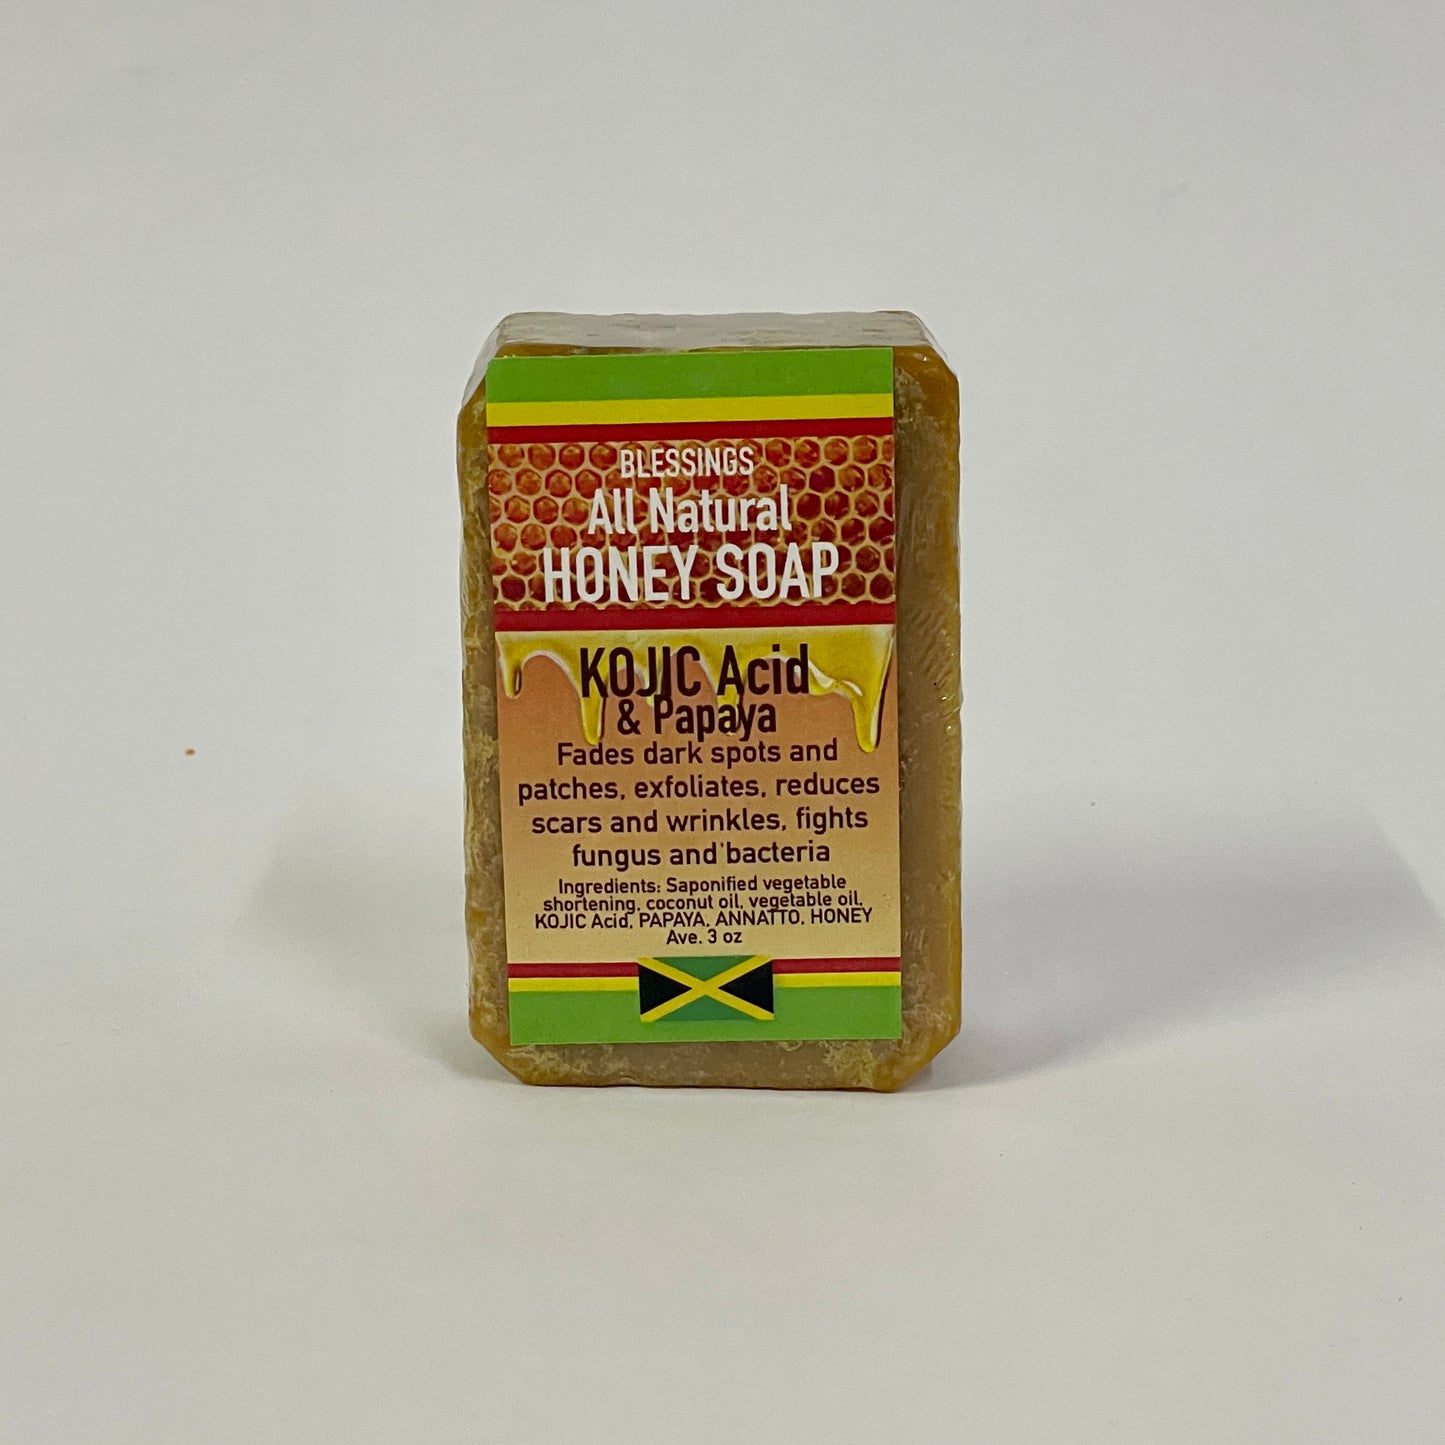 BLESSINGS
All Natural
HONEY SOAP
KOJIC Acid
& Papaya
Fades dark spots and
patches, exfoliates, reduces
scars and wrinkles, fights
fungus and bacteria
Ingredients: Saponified vegetable
shortening, coconut oil, vegetable oil,
KOJIC Acid, PAPAYA, ANNATTO, HONEY
Ave. 3 oz